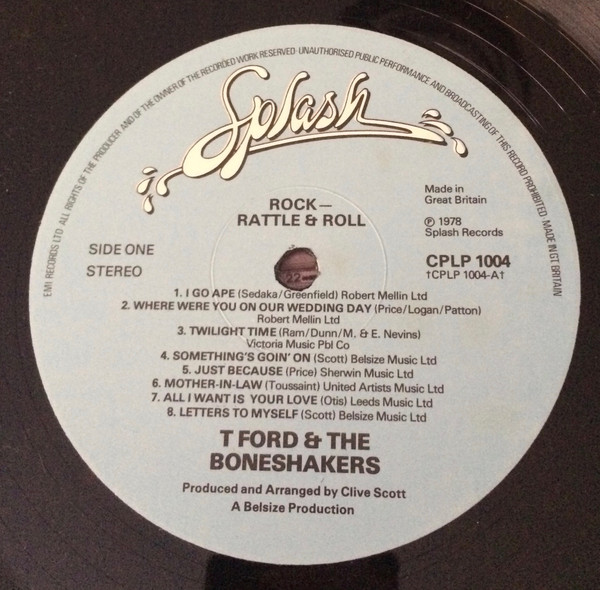 EMI RECORDS LTD ALL RIGHTS OF THE PRODUCER AND OF THE OWNER OF THE RECORDED WORK RESERVED · UNAUTHORISED PUBLIC PERFORMANCE AND BROADCASTING OF THIS RECORD PROHIBITED. MADE IN GT. BRITAIN
Splash
ROCK—
RATTLE & ROLL
Made in
Great Britain
℗ 1978
Splash Records
SIDE ONE
STEREO
CPLP 1004
†CPLP 1004-A†
1. I GO APE (Sedaka/Greenfield) Robert Mellin Ltd
2. WHERE WERE YOU ON OUR WEDDING DAY (Price/Logan/Patton)
Robert Mellin Ltd
3. TWILIGHT TIME (Ram/Dunn/M. & E. Nevins)
Victoria Music Pbl Co
4. SOMETHING'S GOIN' ON (Scott) Belsize Music Ltd
5. JUST BECAUSE (Price) Sherwin Music Ltd
6. MOTHER-IN-LAW (Toussaint) United Artists Music Ltd
7. ALL I WANT IS YOUR LOVE (Otis) Leeds Music Ltd
8. LETTERS TO MYSELF (Scott) Belsize Music Ltd
T FORD & THE
BONESHAKERS
Produced and Arranged by Clive Scott
A Belsize Production